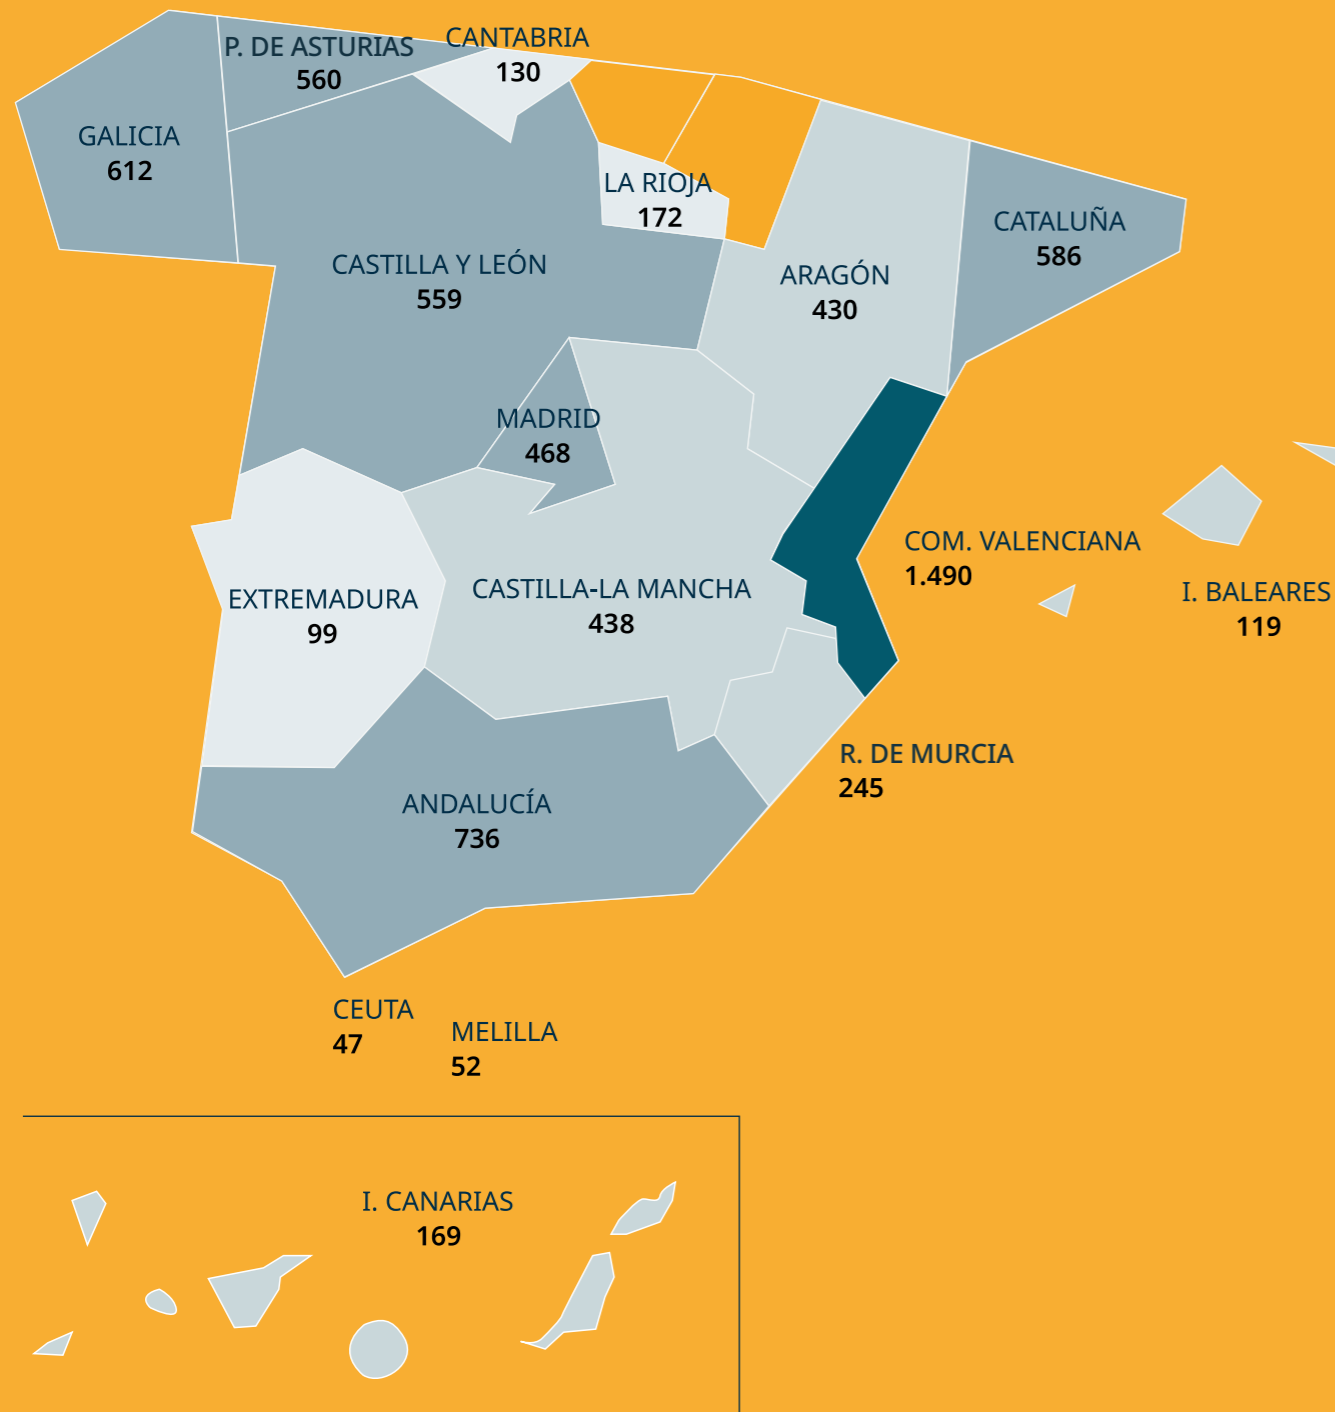 P. DE ASTURIAS
560
CANTABRIA
130
GALICIA
612
LA RIOJA
172
CATALUÑA
586
CASTILLA Y LEÓN
559
ARAGÓN
430
MADRID
468
COM. VALENCIANA
1.490
EXTREMADURA
99
CASTILLA-LA MANCHA
438
I. BALEARES
119
R. DE MURCIA
245
ANDALUCÍA
736
CEUTA
47
MELILLA
52
I. CANARIAS
169